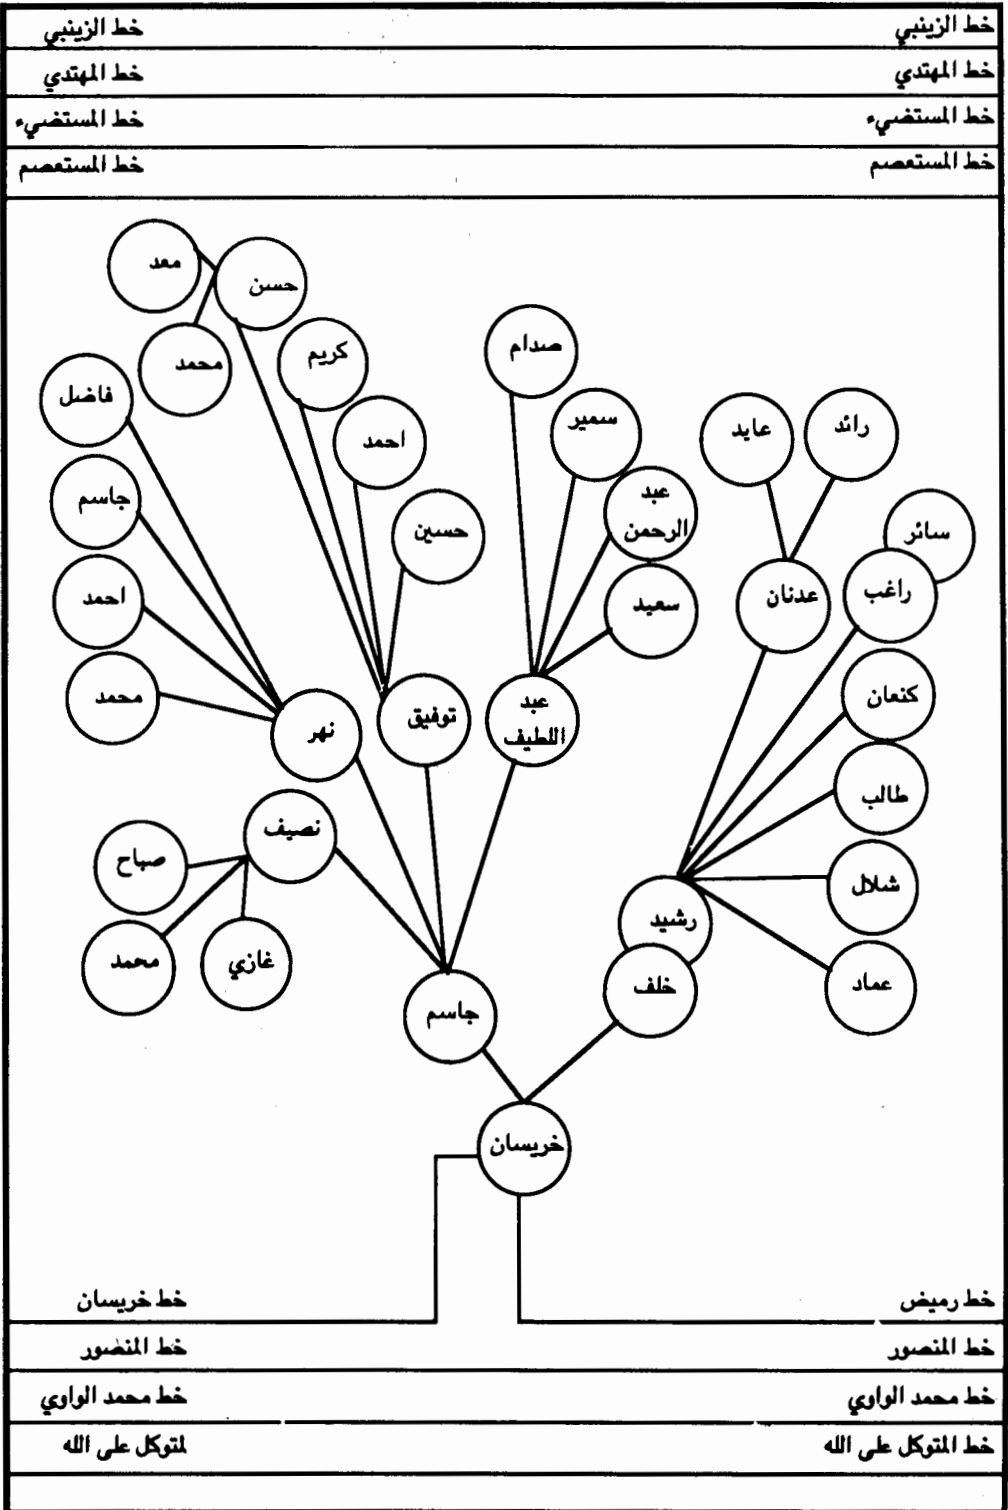 خط الزينبي
خط الزينبي
خط المهتدي
خط المهتدي
خط المستضيء
خط المستضيء
خط المستعصم
خط المستعصم
معد
حسن
محمد
كريم
صدام
فاضل
احمد
سمير
عايد
رائد
جاسم
حسين
عبد
الرحمن
سائر
احمد
سعيد
عدنان
راغب
محمد
كنعان
نهر
توفيق
عبد
اللطيف
طالب
نصيف
صباح
شلال
محمد
غازي
رشيد
خلف
عماد
جاسم
خريسان
خط رميض
خط خريسان
خط المنصور
خط المنصور
خط محمد الواوي
خط محمد الواوي
خط المتوكل على الله
لمتوكل على الله